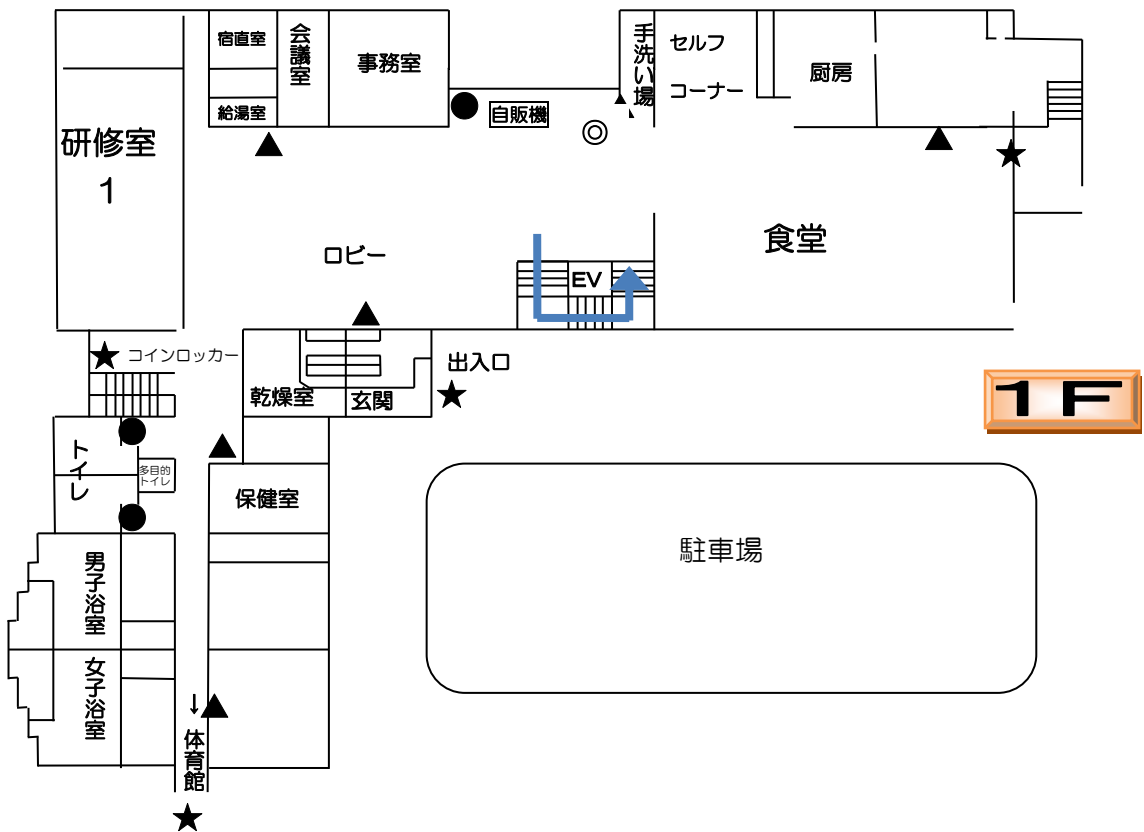 宿直室
会議室
事務室
手洗い場
セルフ
コーナー
厨房
給湯室
自販機
研修室
1
食堂
ロビー
EV
コインロッカー
出入口
乾燥室
玄関
1F
トイレ
多目的
トイレ
保健室
駐車場
男子浴室
女子浴室
↓
体育館